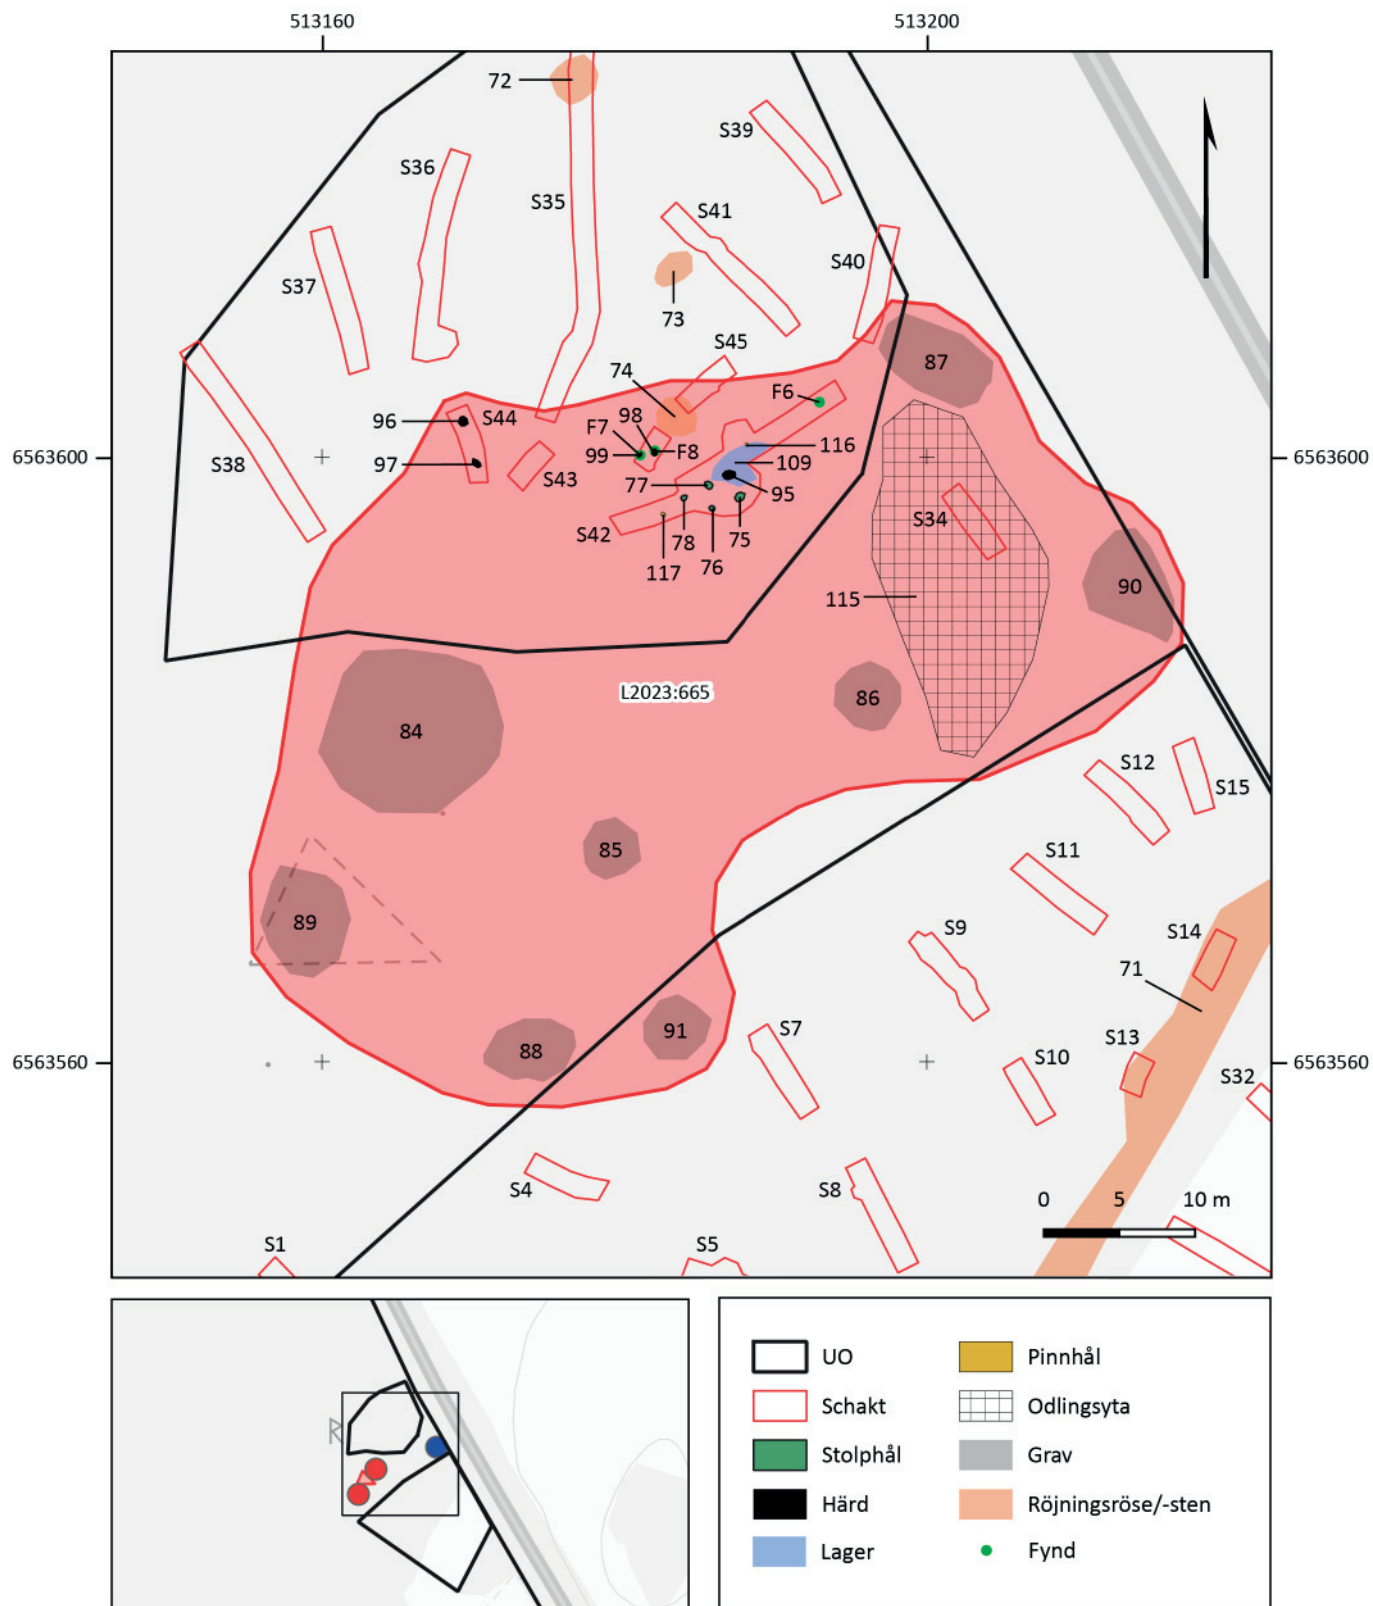 513160
513200
72
S39
S36
S35
S41
S40
S37
73
S45
87
74
F6
96
S44
98
F7
116
6563600
S38
97
99
F8
109
6563600
S43
77
95
S34
S42
78
76
75
117
90
115
L2023:665
86
84
S12
S15
85
S11
89
S9
S14
71
91
S7
88
S13
6563560
S10
6563560
S32
S4
S8
0 5 10 m
S1
S5
UO
Pinnhål
Schakt
Odlingsyta
R
Stolphål
Grav
Härd
Röjningsröse/-sten
Lager
Fynd